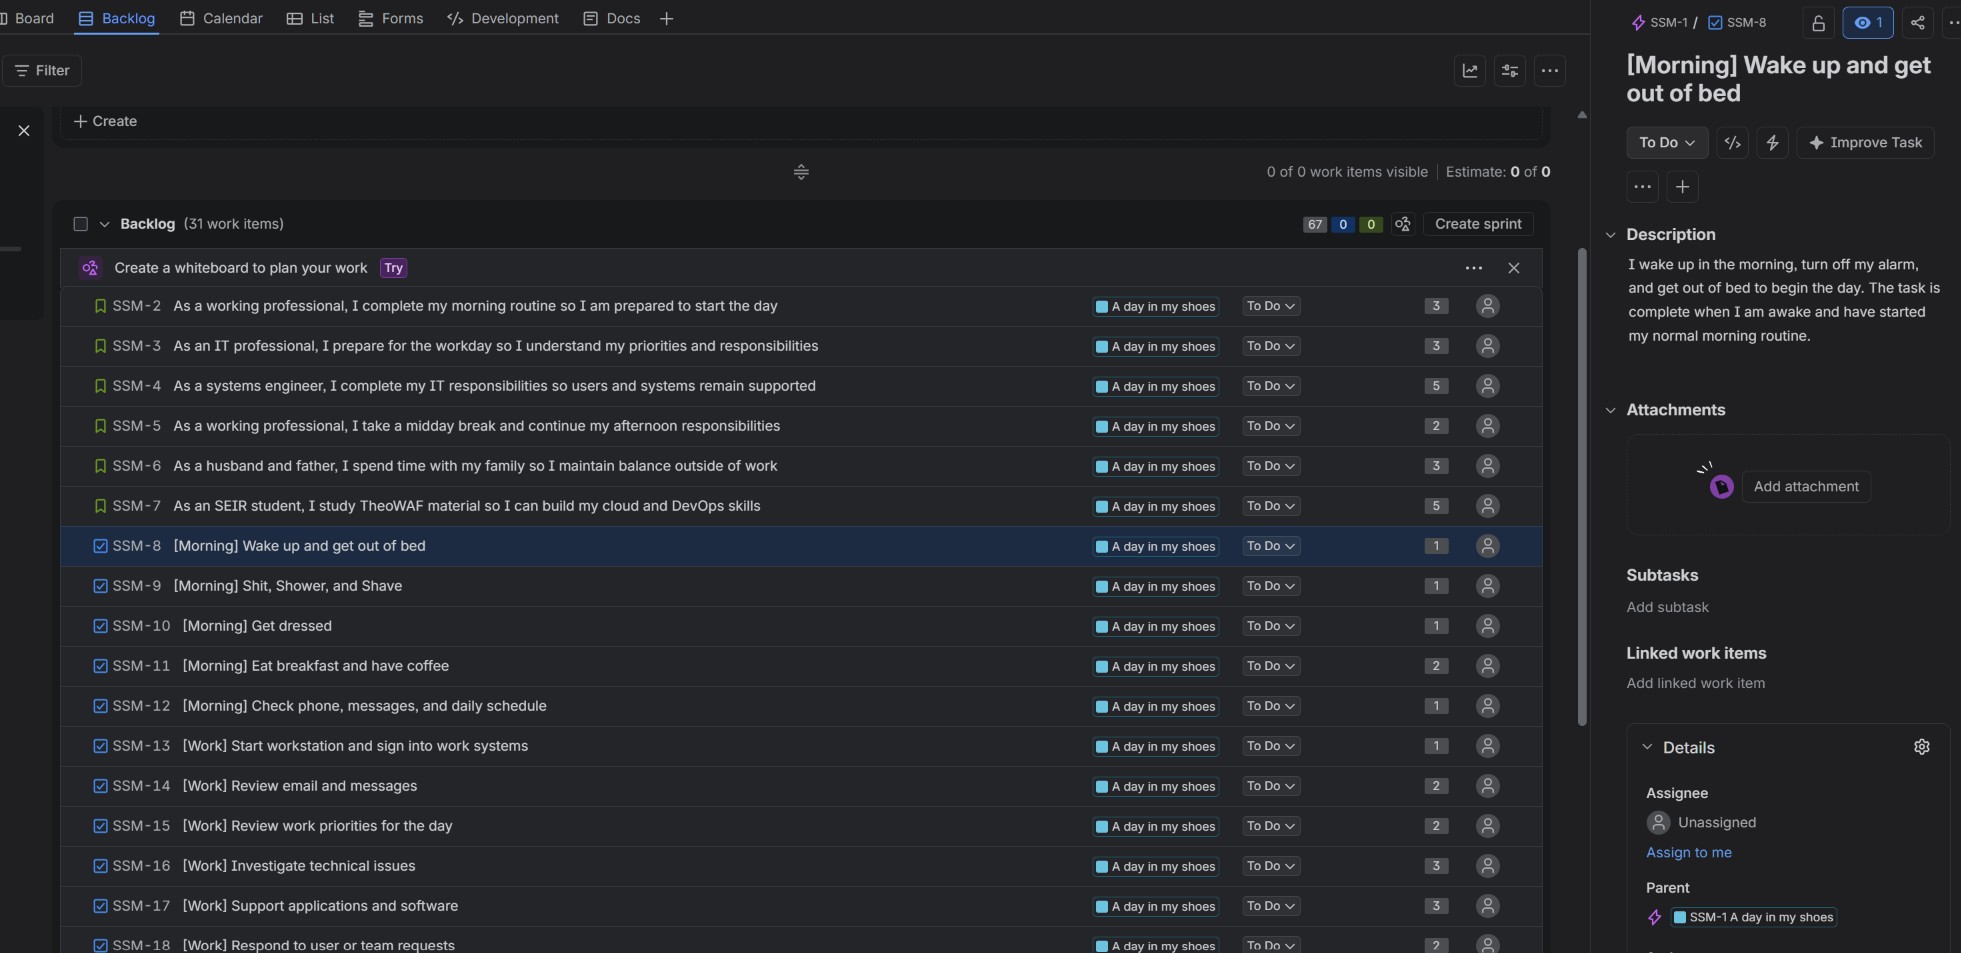 Board Backlog Calendar List Forms Development Docs
Filter
Create
0 of 0 work items visible Estimate: 0 of 0
Backlog (31 work items) 67 0 0 Create sprint
Create a whiteboard to plan your work Try
SSM-2 As a working professional, I complete my morning routine so I am prepared to start the day A day in my shoes To Do 3
SSM-3 As an IT professional, I prepare for the workday so I understand my priorities and responsibilities A day in my shoes To Do 3
SSM-4 As a systems engineer, I complete my IT responsibilities so users and systems remain supported A day in my shoes To Do 5
SSM-5 As a working professional, I take a midday break and continue my afternoon responsibilities A day in my shoes To Do 2
SSM-6 As a husband and father, I spend time with my family so I maintain balance outside of work A day in my shoes To Do 3
SSM-7 As an SEIR student, I study TheoWAF material so I can build my cloud and DevOps skills A day in my shoes To Do 5
SSM-8 [Morning] Wake up and get out of bed A day in my shoes To Do 1
SSM-9 [Morning] Shit, Shower, and Shave A day in my shoes To Do 1
SSM-10 [Morning] Get dressed A day in my shoes To Do 1
SSM-11 [Morning] Eat breakfast and have coffee A day in my shoes To Do 2
SSM-12 [Morning] Check phone, messages, and daily schedule A day in my shoes To Do 1
SSM-13 [Work] Start workstation and sign into work systems A day in my shoes To Do 1
SSM-14 [Work] Review email and messages A day in my shoes To Do 2
SSM-15 [Work] Review work priorities for the day A day in my shoes To Do 2
SSM-16 [Work] Investigate technical issues A day in my shoes To Do 3
SSM-17 [Work] Support applications and software A day in my shoes To Do 3
SSM-18 [Work] Respond to user or team requests A day in my shoes To Do 2
SSM-1 / SSM-8 1
[Morning] Wake up and get
out of bed
To Do Improve Task
Description
I wake up in the morning, turn off my alarm,
and get out of bed to begin the day. The task is
complete when I am awake and have started
my normal morning routine.
Attachments
Add attachment
Subtasks
Add subtask
Linked work items
Add linked work item
Details
Assignee
Unassigned
Assign to me
Parent
SSM-1 A day in my shoes